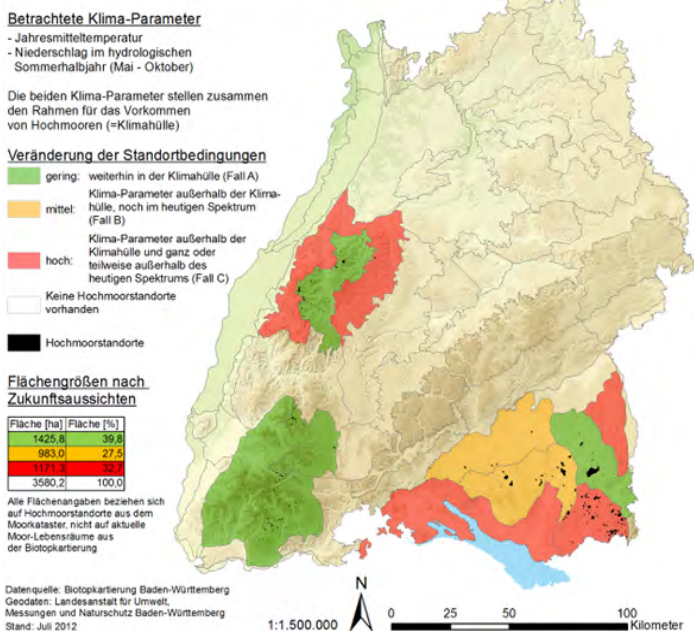 Betrachtete Klima-Parameter
- Jahresmitteltemperatur
- Niederschlag im hydrologischen
Sommerhalbjahr (Mai - Oktober)
Die beiden Klima-Parameter stellen zusammen
den Rahmen für das Vorkommen
von Hochmooren (=Klimahülle)
Veränderung der Standortbedingungen
gering: weiterhin in der Klimahülle (Fall A)
mittel: Klima-Parameter außerhalb der Klima-
hülle, noch im heutigen Spektrum
(Fall B)
hoch: Klima-Parameter außerhalb der
Klimahülle und ganz oder
teilweise außerhalb des
heutigen Spektrums (Fall C)
Keine Hochmoorstandorte
vorhanden
Hochmoorstandorte
Flächengrößen nach
Zukunftsaussichten
Fläche [ha] Fläche [%]
1425,8 39,8
983,0 27,5
1171,3 32,7
3580,2 100,0
Alle Flächenangaben beziehen sich
auf Hochmoorstandorte aus dem
Moorkataster, nicht auf aktuelle
Moor-Lebensräume aus
der Biotopkartierung
Datenquelle: Biotopkartierung Baden-Württemberg
Geodaten: Landesanstalt für Umwelt,
Messungen und Naturschutz Baden-Württemberg
Stand: Juli 2012
1:1.500.000
N
0 25 50 100
Kilometer